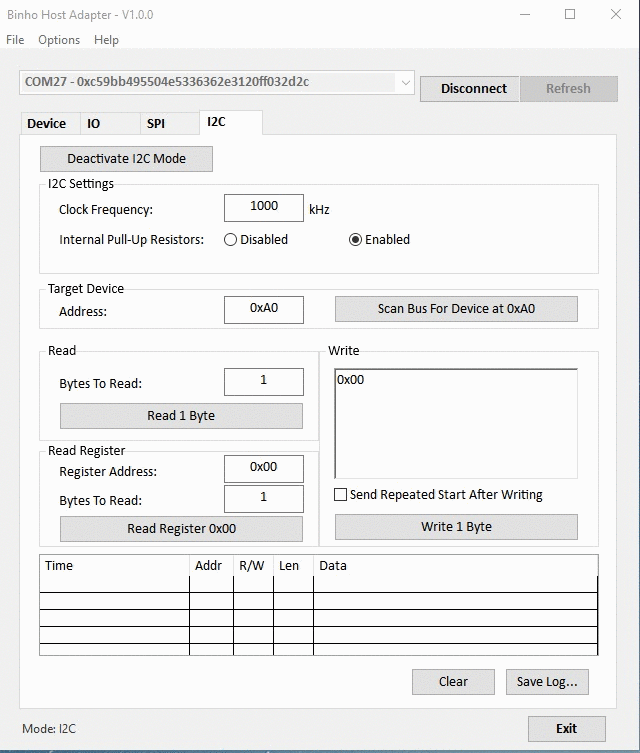 Binho Host Adapter - V1.0.0
File Options Help
COM27 - 0xc59bb495504e5336362e3120ff032d2c
Disconnect Refresh
Device IO SPI I2C
Deactivate I2C Mode
I2C Settings
Clock Frequency: 1000 kHz
Internal Pull-Up Resistors: Disabled Enabled
Target Device
Address: 0xA0 Scan Bus For Device at 0xA0
Read
Bytes To Read: 1
Read 1 Byte
Read Register
Register Address: 0x00
Bytes To Read: 1
Read Register 0x00
Write
0x00
Send Repeated Start After Writing
Write 1 Byte
Time Addr R/W Len Data
Clear Save Log...
Mode: I2C Exit